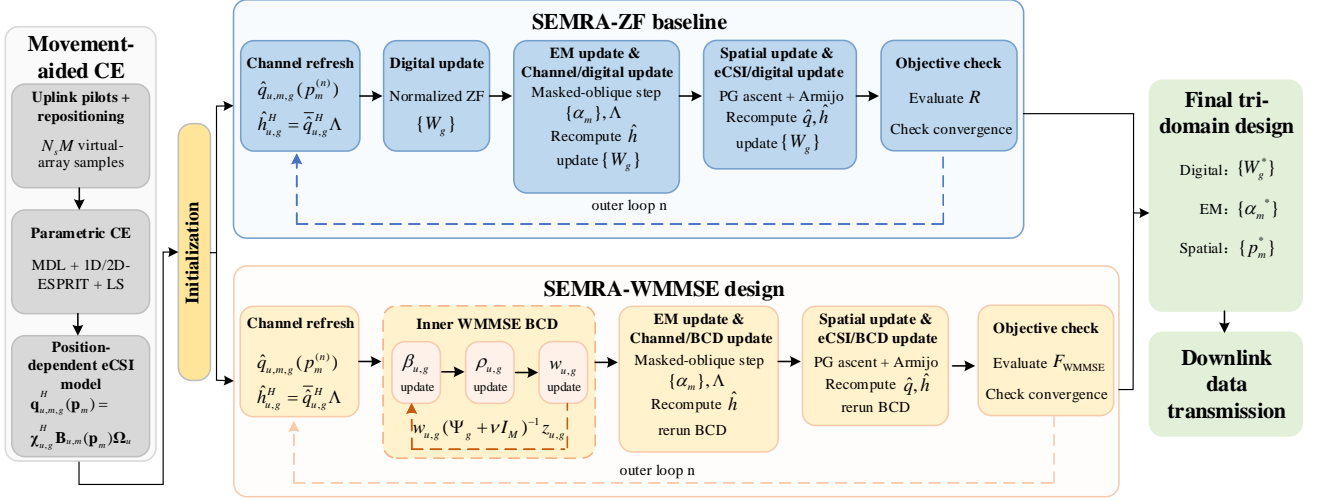 Movement-
aided CE
Uplink pilots +
repositioning
N_sM virtual-
array samples
Parametric CE
MDL + 1D/2D-
ESPRIT + LS
Position-
dependent eCSI
model
q^H_{u,m,g}(p_m) =
χ^H_{u,g}B_{u,m}(p_m)Ω_u
Initialization
SEMRA-ZF baseline
Channel refresh
q̂_{u,m,g}(p_m^{(n)})
ĥ^H_{u,g} = q̄̂^H_{u,g}Λ
Digital update
Normalized ZF
{W_g}
EM update &
Channel/digital update
Masked-oblique step
{α_m}, Λ
Recompute ĥ
update {W_g}
Spatial update &
eCSI/digital update
PG ascent + Armijo
Recompute q̂, ĥ
update {W_g}
Objective check
Evaluate R
Check convergence
outer loop n
SEMRA-WMMSE design
Channel refresh
q̂_{u,m,g}(p_m^{(n)})
ĥ^H_{u,g} = q̄̂^H_{u,g}Λ
Inner WMMSE BCD
β_{u,g}
update
ρ_{u,g}
update
w_{u,g}
update
w_{u,g}(Ψ_g + νI_M)^{-1} z_{u,g}
EM update &
Channel/BCD update
Masked-oblique step
{α_m}, Λ
Recompute ĥ
rerun BCD
Spatial update &
eCSI/BCD update
PG ascent + Armijo
Recompute q̂, ĥ
rerun BCD
Objective check
Evaluate F_{WMMSE}
Check convergence
outer loop n
Final tri-
domain design
Digital: {W_g^*}
EM: {α_m^*}
Spatial: {p_m^*}
Downlink
data
transmission